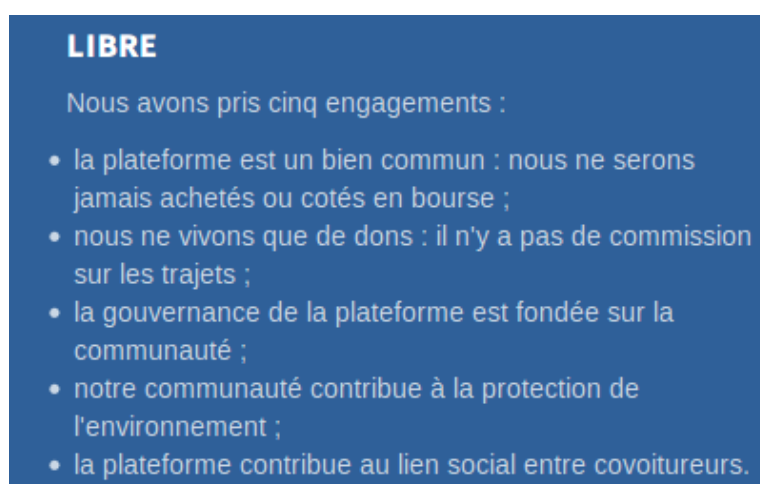 LIBRE
Nous avons pris cinq engagements :
• la plateforme est un bien commun : nous ne serons
jamais achetés ou cotés en bourse ;
• nous ne vivons que de dons : il n'y a pas de commission
sur les trajets ;
• la gouvernance de la plateforme est fondée sur la
communauté ;
• notre communauté contribue à la protection de
l'environnement ;
• la plateforme contribue au lien social entre covoitureurs.